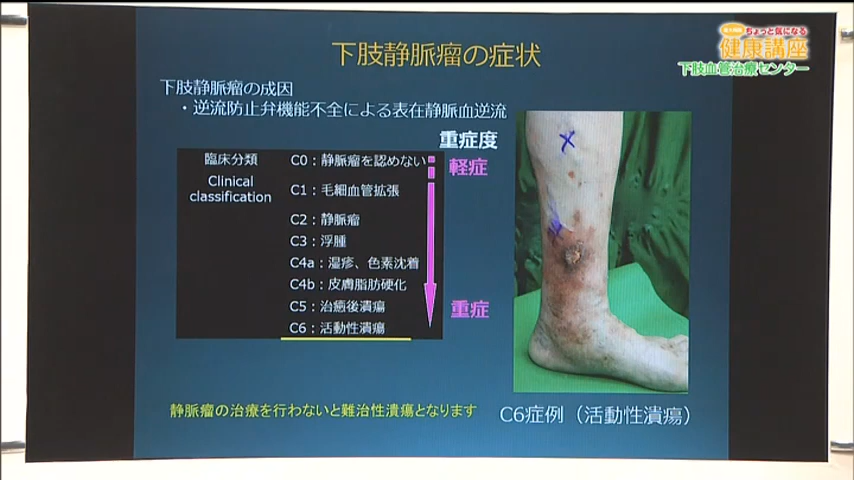 下肢静脈瘤の症状
ちょっと気になる
健康講座
下肢血管治療センター
下肢静脈瘤の成因
・逆流防止弁機能不全による表在静脈血逆流
重症度
臨床分類
Clinical
classification
C0：静脈瘤を認めない
C1：毛細血管拡張
C2：静脈瘤
C3：浮腫
C4a：湿疹、色素沈着
C4b：皮膚脂肪硬化
C5：治癒後潰瘍
C6：活動性潰瘍
軽症
重症
静脈瘤の治療を行わないと難治性潰瘍となります
C6症例（活動性潰瘍）